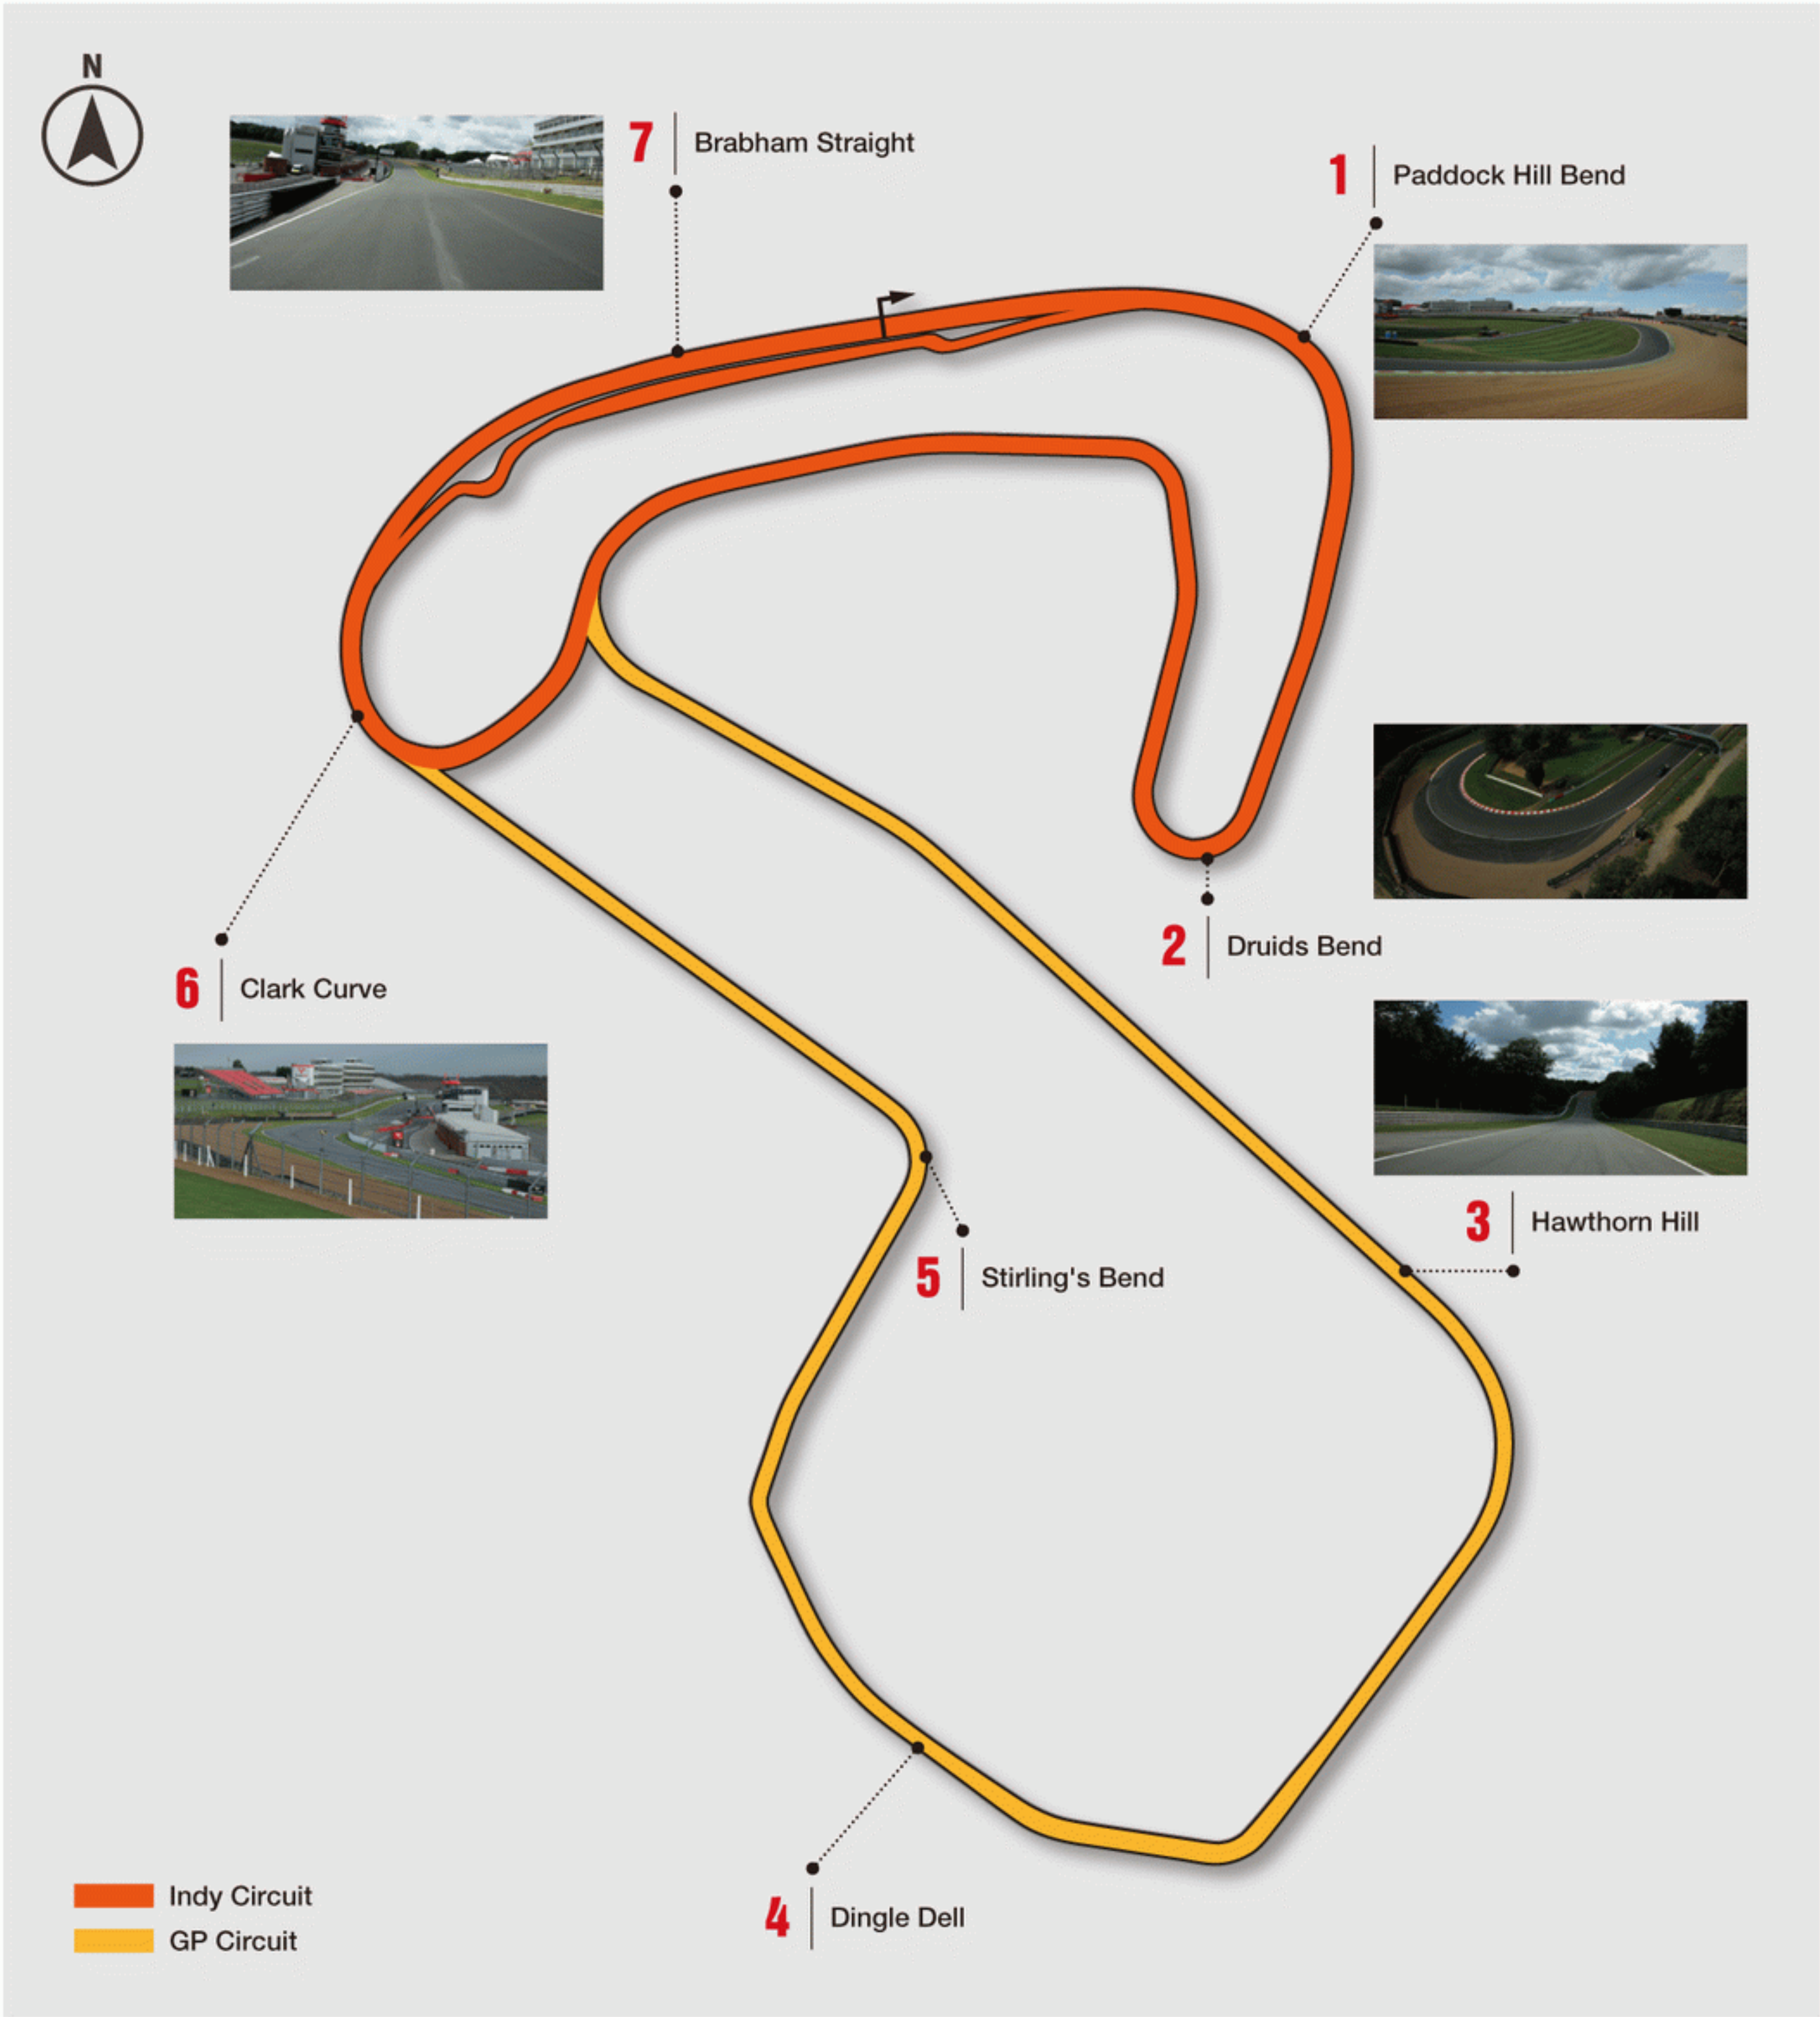 N
7 Brabham Straight
1 Paddock Hill Bend
2 Druids Bend
6 Clark Curve
3 Hawthorn Hill
5 Stirling's Bend
4 Dingle Dell
Indy Circuit
GP Circuit